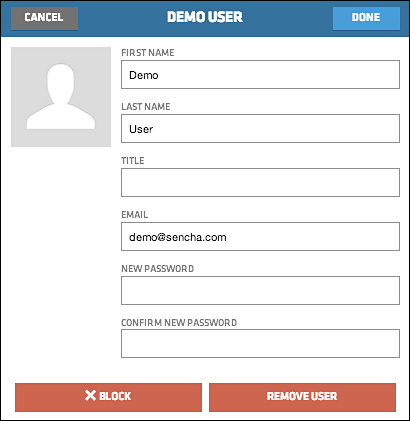 CANCEL
DEMO USER
DONE
FIRST NAME
Demo
LAST NAME
User
TITLE
EMAIL
demo@sencha.com
NEW PASSWORD
CONFIRM NEW PASSWORD
BLOCK
REMOVE USER